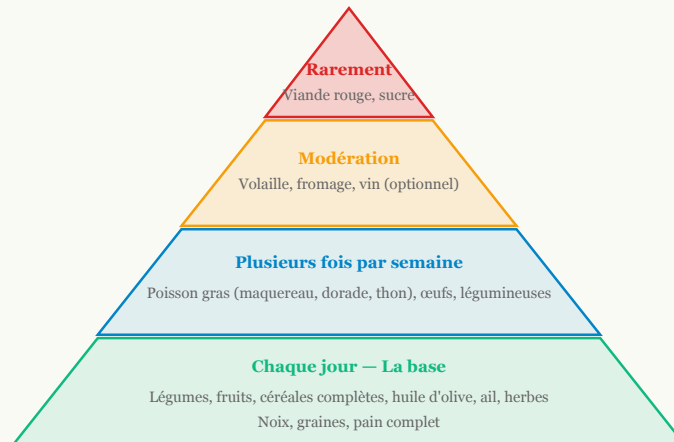 Rarement
Viande rouge, sucre
Modération
Volaille, fromage, vin (optionnel)
Plusieurs fois par semaine
Poisson gras (maquereau, dorade, thon), œufs, légumineuses
Chaque jour — La base
Légumes, fruits, céréales complètes, huile d'olive, ail, herbes
Noix, graines, pain complet